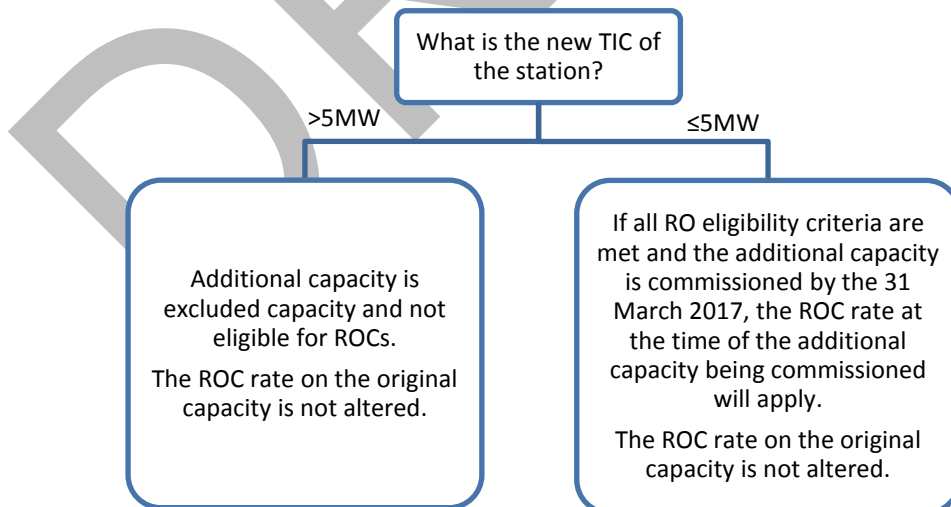 What is the new TIC of
the station?
>5MW
≤5MW
Additional capacity is
excluded capacity and not
eligible for ROCs.
The ROC rate on the original
capacity is not altered.
If all RO eligibility criteria are
met and the additional capacity
is commissioned by the 31
March 2017, the ROC rate at
the time of the additional
capacity being commissioned
will apply.
The ROC rate on the original
capacity is not altered.